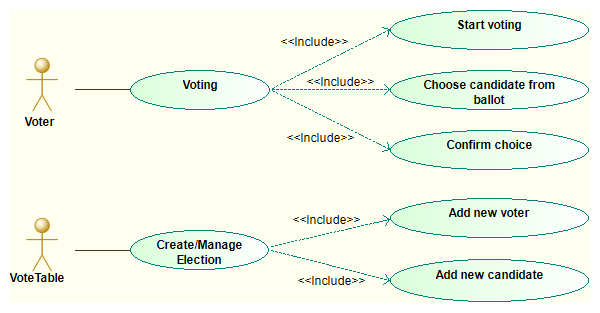 Start voting
<<Include>>
Voter
Voting
<<Include>>
Choose candidate from
ballot
<<Include>>
Confirm choice
VoteTable
Create/Manage
Election
<<Include>>
Add new voter
<<Include>>
Add new candidate